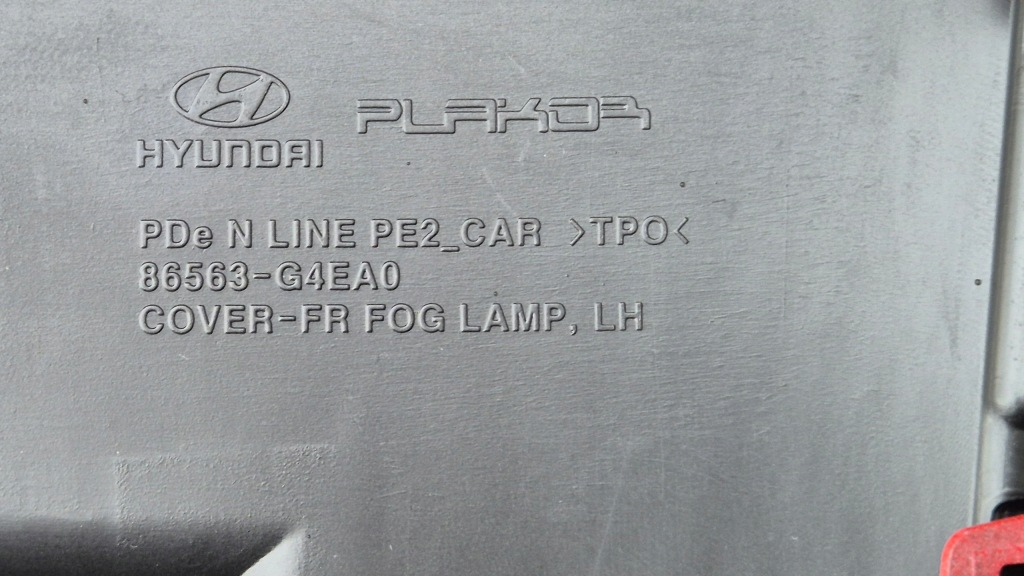 HYUNDAI PLAKOR
PDe N LINE PE2_CAR >TPO<
86563-G4EA0
COVER-FR FOG LAMP, LH